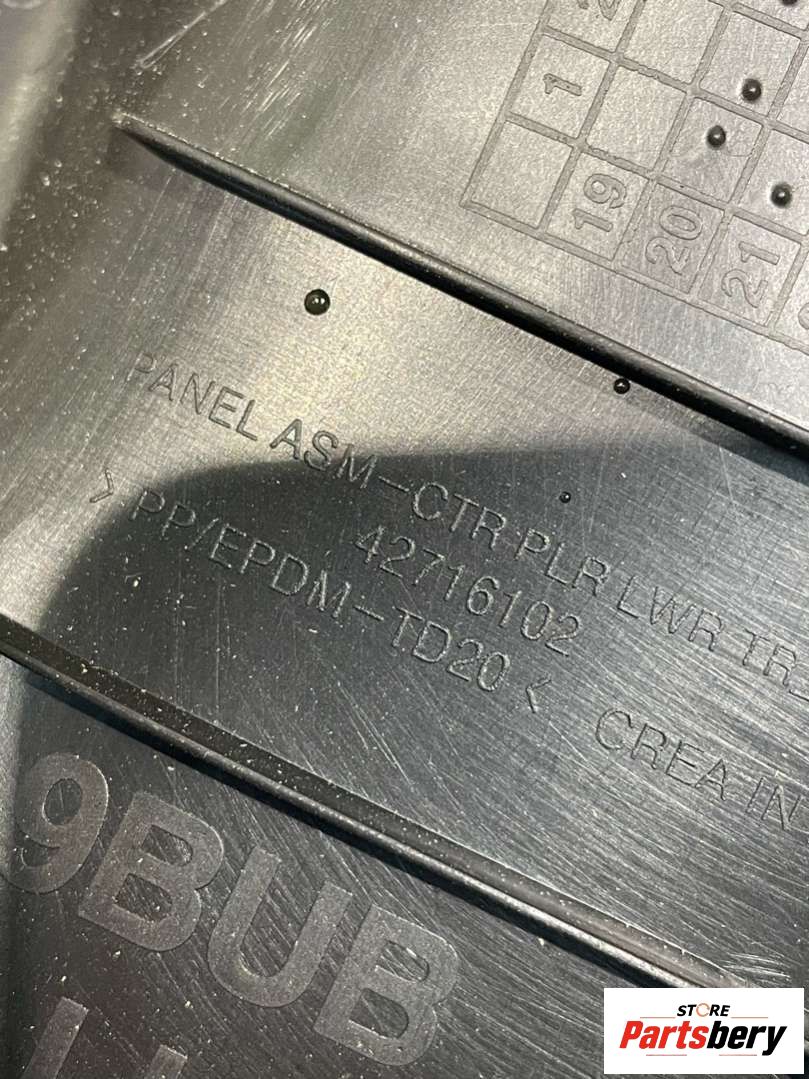 2
1
19
20
21
PANEL ASM-CTR PLR LWR TR
42716102
>PP/EPDM-TD20< CREA IN
9BUB
STORE
Partsbery